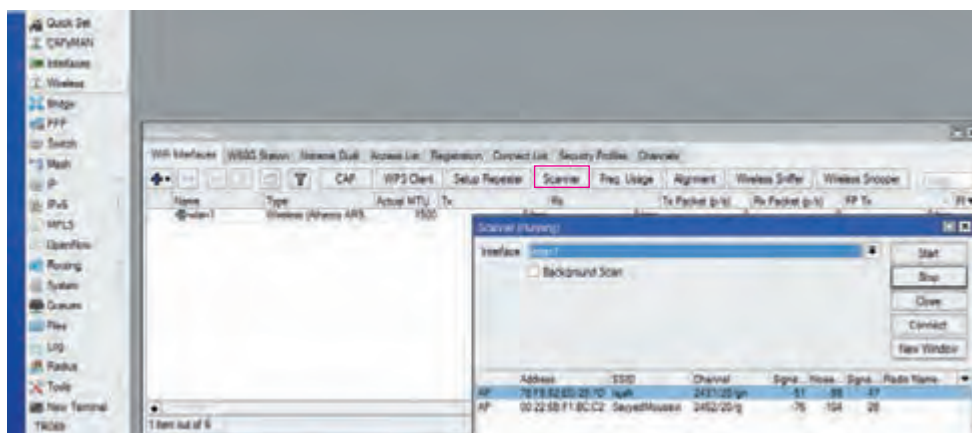 Quick Set
CAPsMAN
Interfaces
Wireless
Bridge
PPP
Switch
Mesh
IP
IPv6
MPLS
OpenFlow
Routing
System
Queues
Files
Log
Radius
Tools
New Terminal
WiFi Interfaces W60G Station Nstreme Dual Access List Registration Connect List Security Profiles Channels
CAP WPS Client Setup Repeater Scanner Freq. Usage Alignment Wireless Sniffer Wireless Snooper
Name Type Actual MTU Tx Rx Tx Packet (p/s) Rx Packet (p/s) FP Tx
wlan1 Wireless (Atheros AR9. 1500
1 item out of 6
Scanner (Running)
Interface: wlan1
Background Scan
Start
Stop
Close
Connect
New Window
Address SSID Channel Signa.. Noise.. Signa.. Radio Name
AP
AP